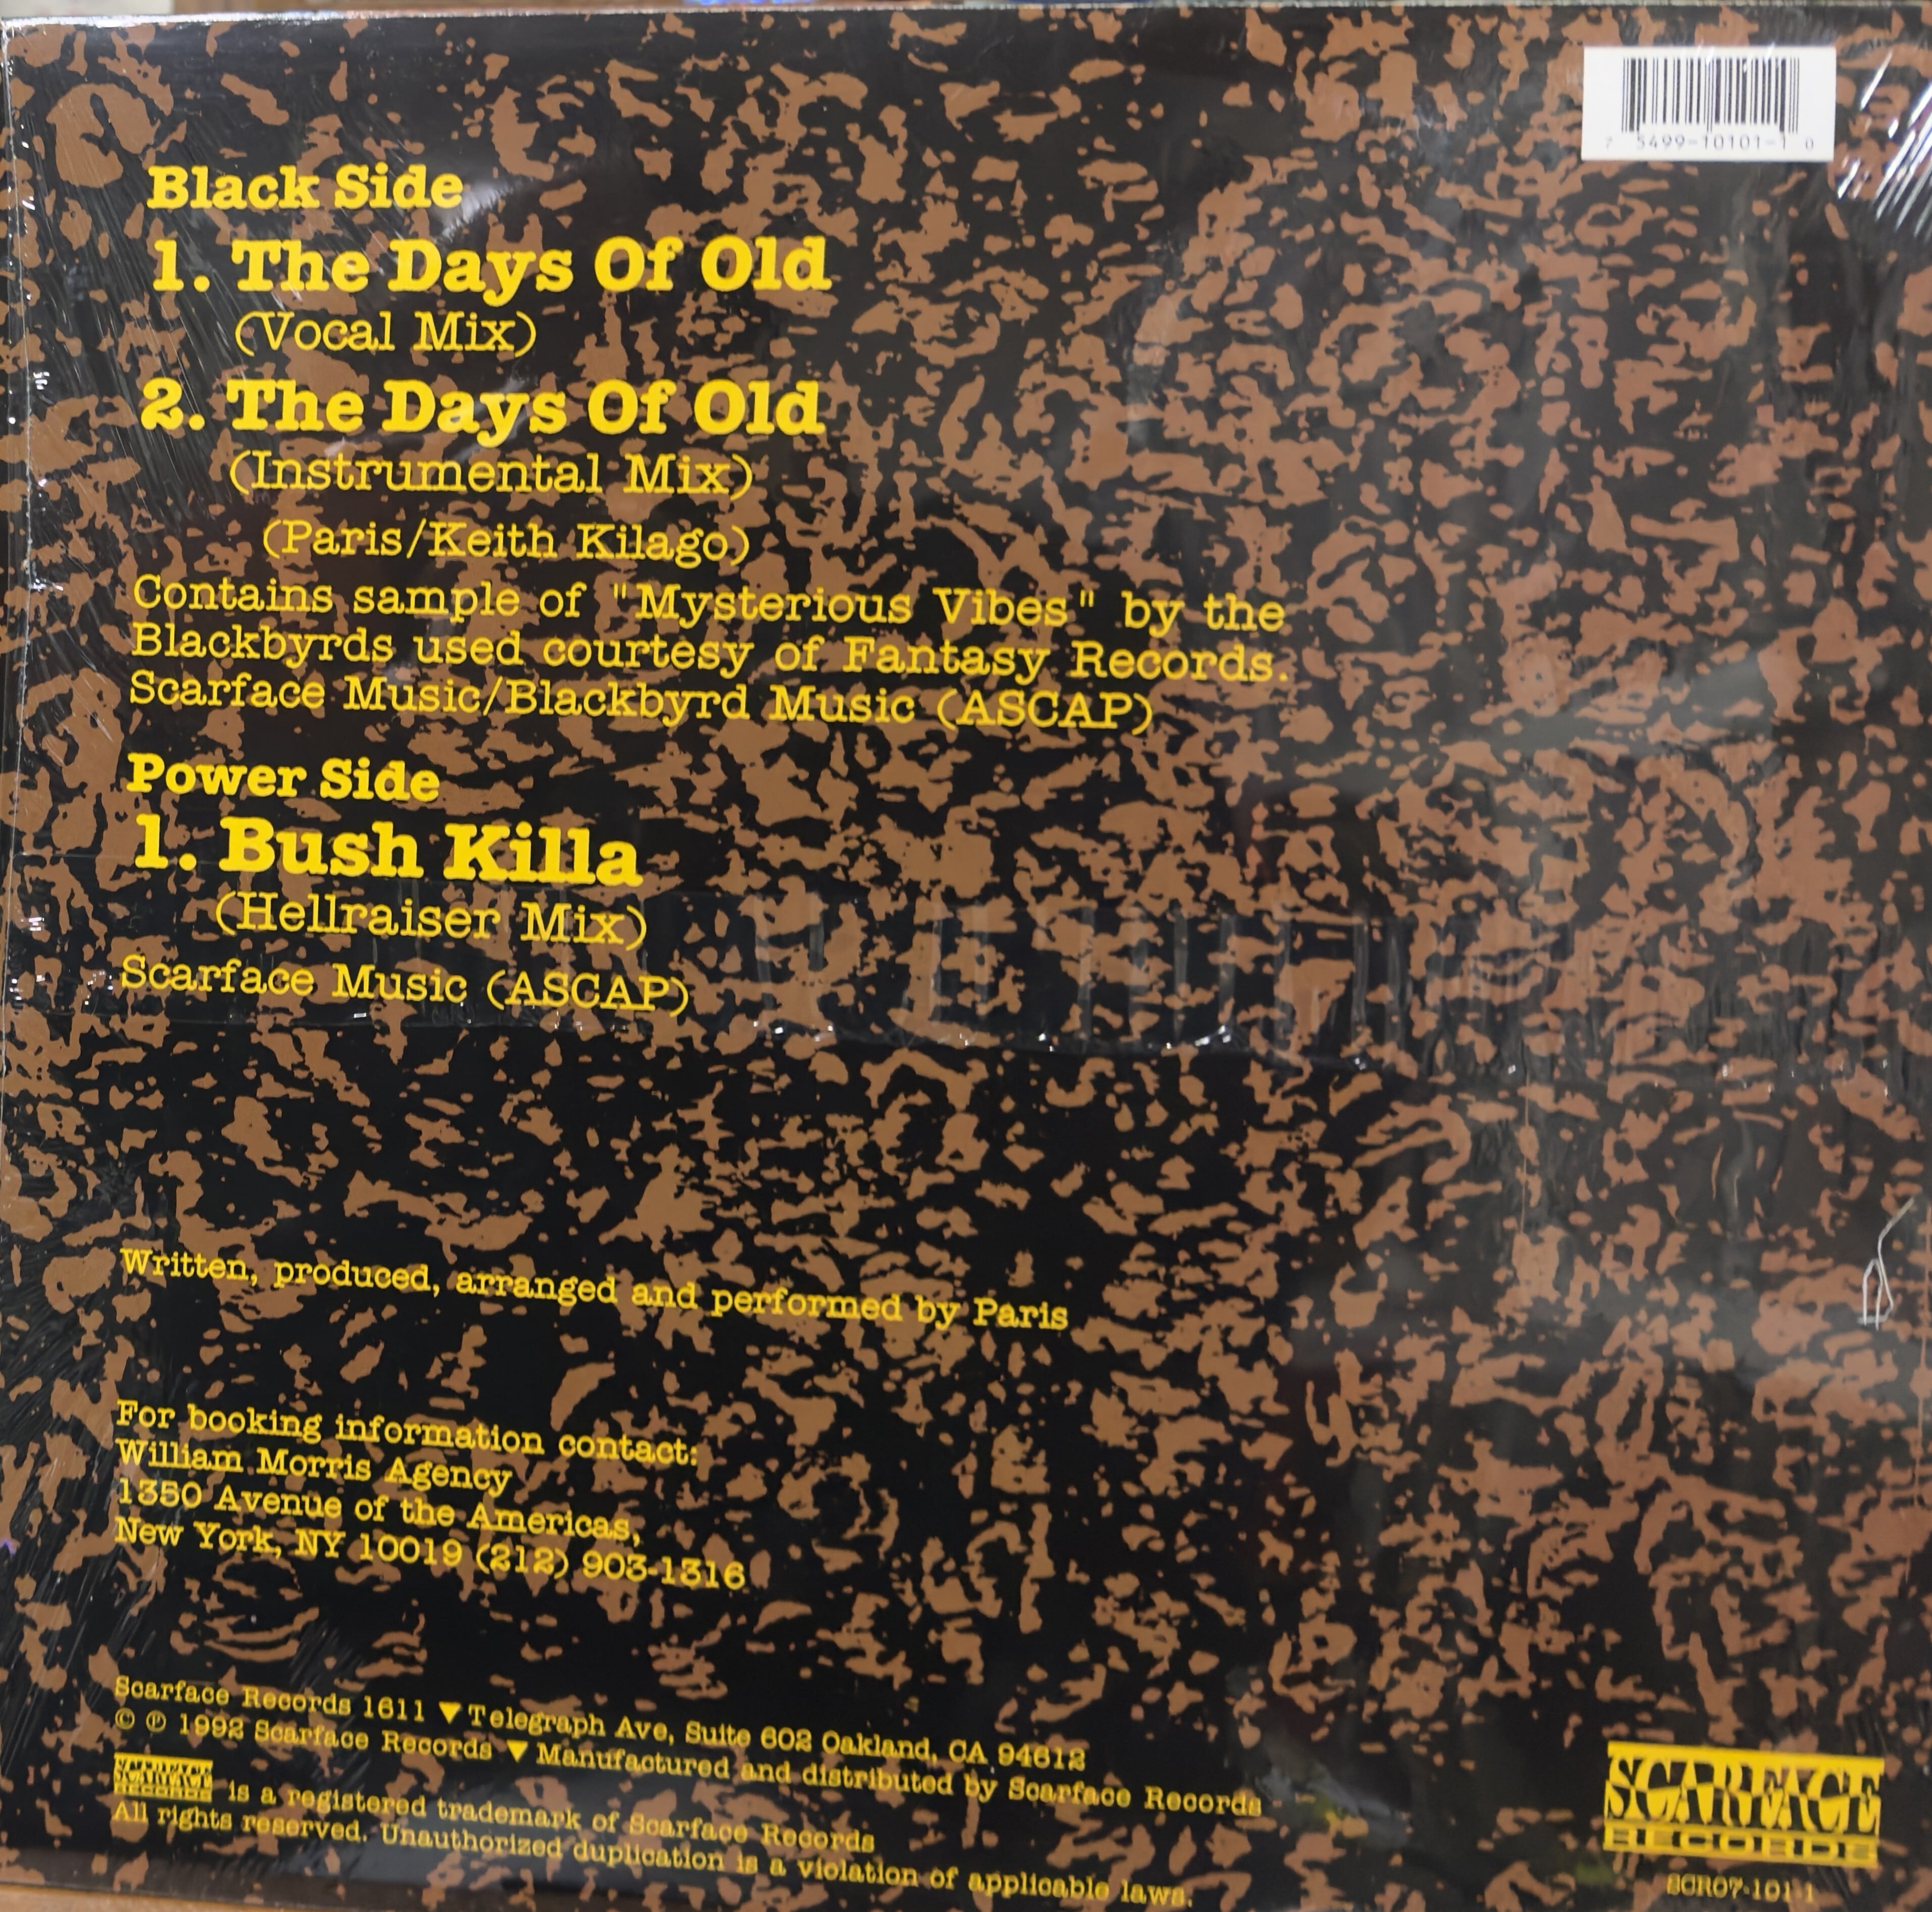 7 5499-10101-1 0
Black Side
1. The Days Of Old
(Vocal Mix)
2. The Days Of Old
(Instrumental Mix)
(Paris/Keith Kilago)
Contains sample of "Mysterious Vibes" by the
Blackbyrds used courtesy of Fantasy Records.
Scarface Music/Blackbyrd Music (ASCAP)
Power Side
1. Bush Killa
(Hellraiser Mix)
Scarface Music (ASCAP)
Written, produced, arranged and performed by Paris
For booking information contact:
William Morris Agency
1350 Avenue of the Americas,
New York, NY 10019 (212) 903-1316
Scarface Records 1611 ▼ Telegraph Ave, Suite 602 Oakland, CA 94612
© ℗ 1992 Scarface Records ▼ Manufactured and distributed by Scarface Records
SCARFACE RECORDS is a registered trademark of Scarface Records
All rights reserved. Unauthorized duplication is a violation of applicable laws.
SCARFACE
RECORDS
SCR07-101-1